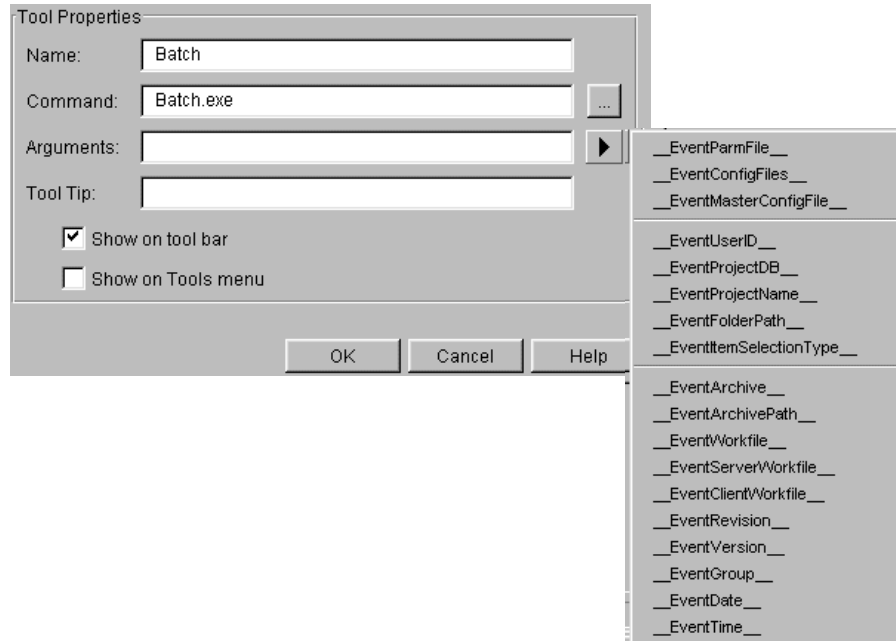 Tool Properties
Name: Batch
Command: Batch.exe ...
Arguments:
Tool Tip:
Show on tool bar
Show on Tools menu
OK Cancel Help
__EventParmFile__
__EventConfigFiles__
__EventMasterConfigFile__
__EventUserID__
__EventProjectDB__
__EventProjectName__
__EventFolderPath__
__EventItemSelectionType__
__EventArchive__
__EventArchivePath__
__EventWorkfile__
__EventServerWorkfile__
__EventClientWorkfile__
__EventRevision__
__EventVersion__
__EventGroup__
__EventDate__
__EventTime__